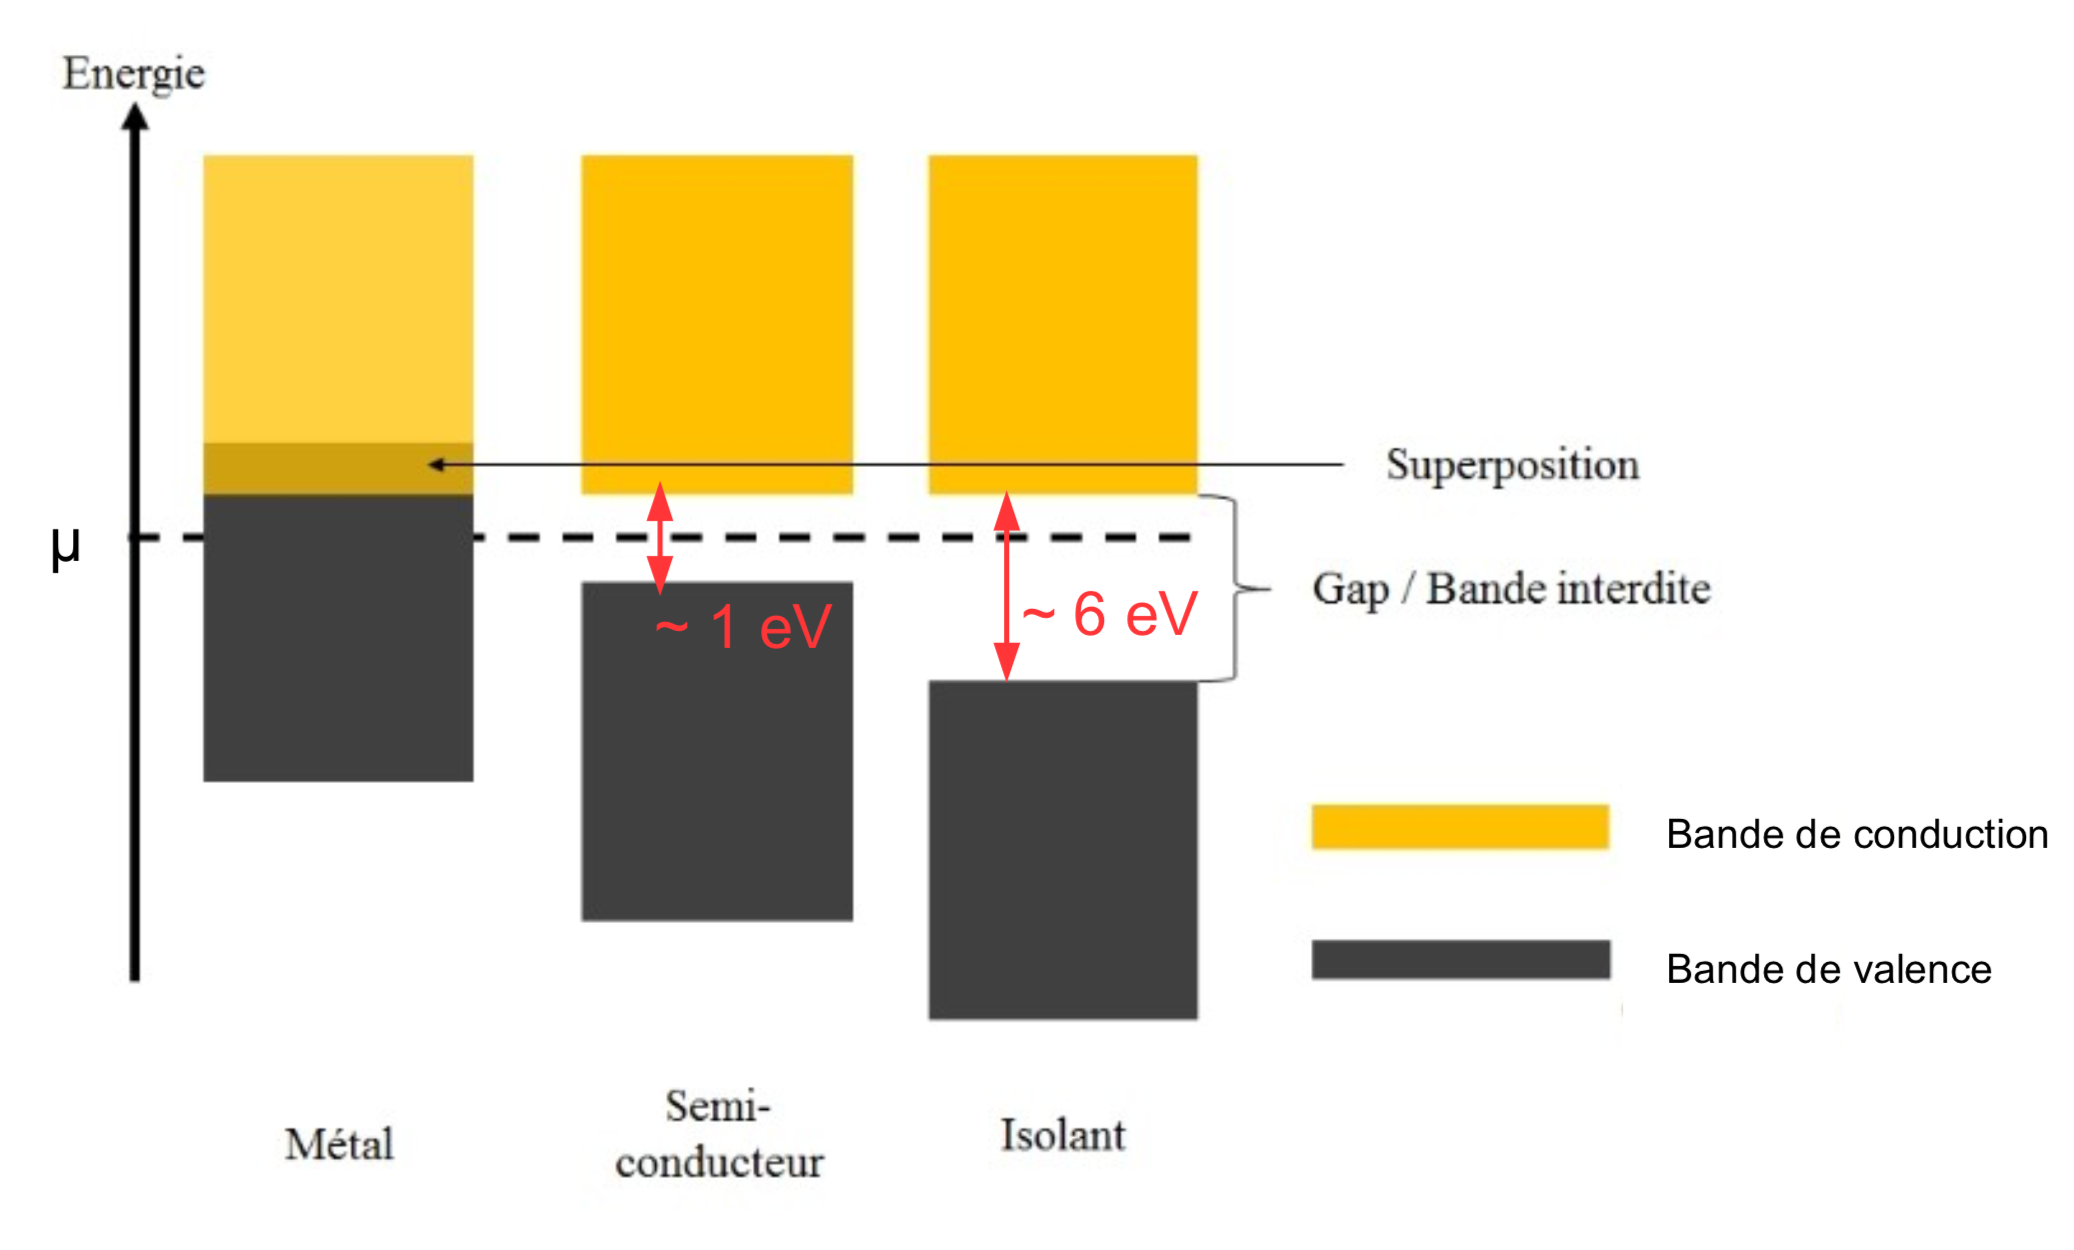 Energie
Superposition
µ
Gap / Bande interdite
~ 1 eV
~ 6 eV
Bande de conduction
Bande de valence
Métal
Semi-
conducteur
Isolant